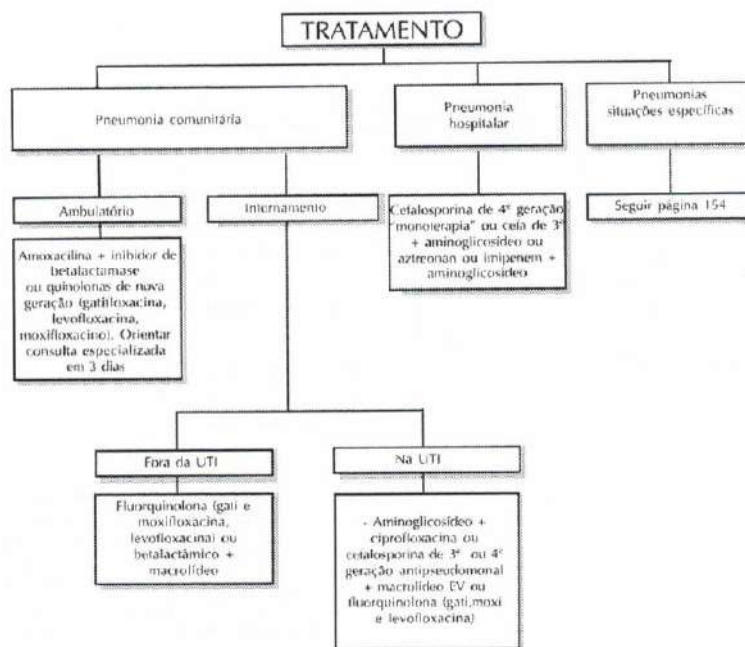 TRATAMENTO
Pneumonia comunitária
Pneumonia
hospitalar
Pneumonias
situações específicas
Ambulatório
Internamento
Cefalosporina de 4ª geração
"monoterapia" ou cefa de 3ª
+ aminoglicosídeo ou
aztreonan ou imipenem +
aminoglicosídeo
Seguir página 154
Amoxacilina + inibidor de
betalactamase
ou quinolonas de nova
geração (gatifloxacina,
levofloxacina,
moxifloxacino). Orientar
consulta especializada
em 3 dias
Fora da UTI
Na UTI
Fluorquinolona (gati e
moxifloxacina,
levofloxacina) ou
betalactâmico +
macrolídeo
- Aminoglicosídeo +
ciprofloxacina ou
cefalosporina de 3ª ou 4ª
geração antipseudomonal
+ macrolídeo EV ou
fluorquinolona (gati,moxi
e levofloxacina)